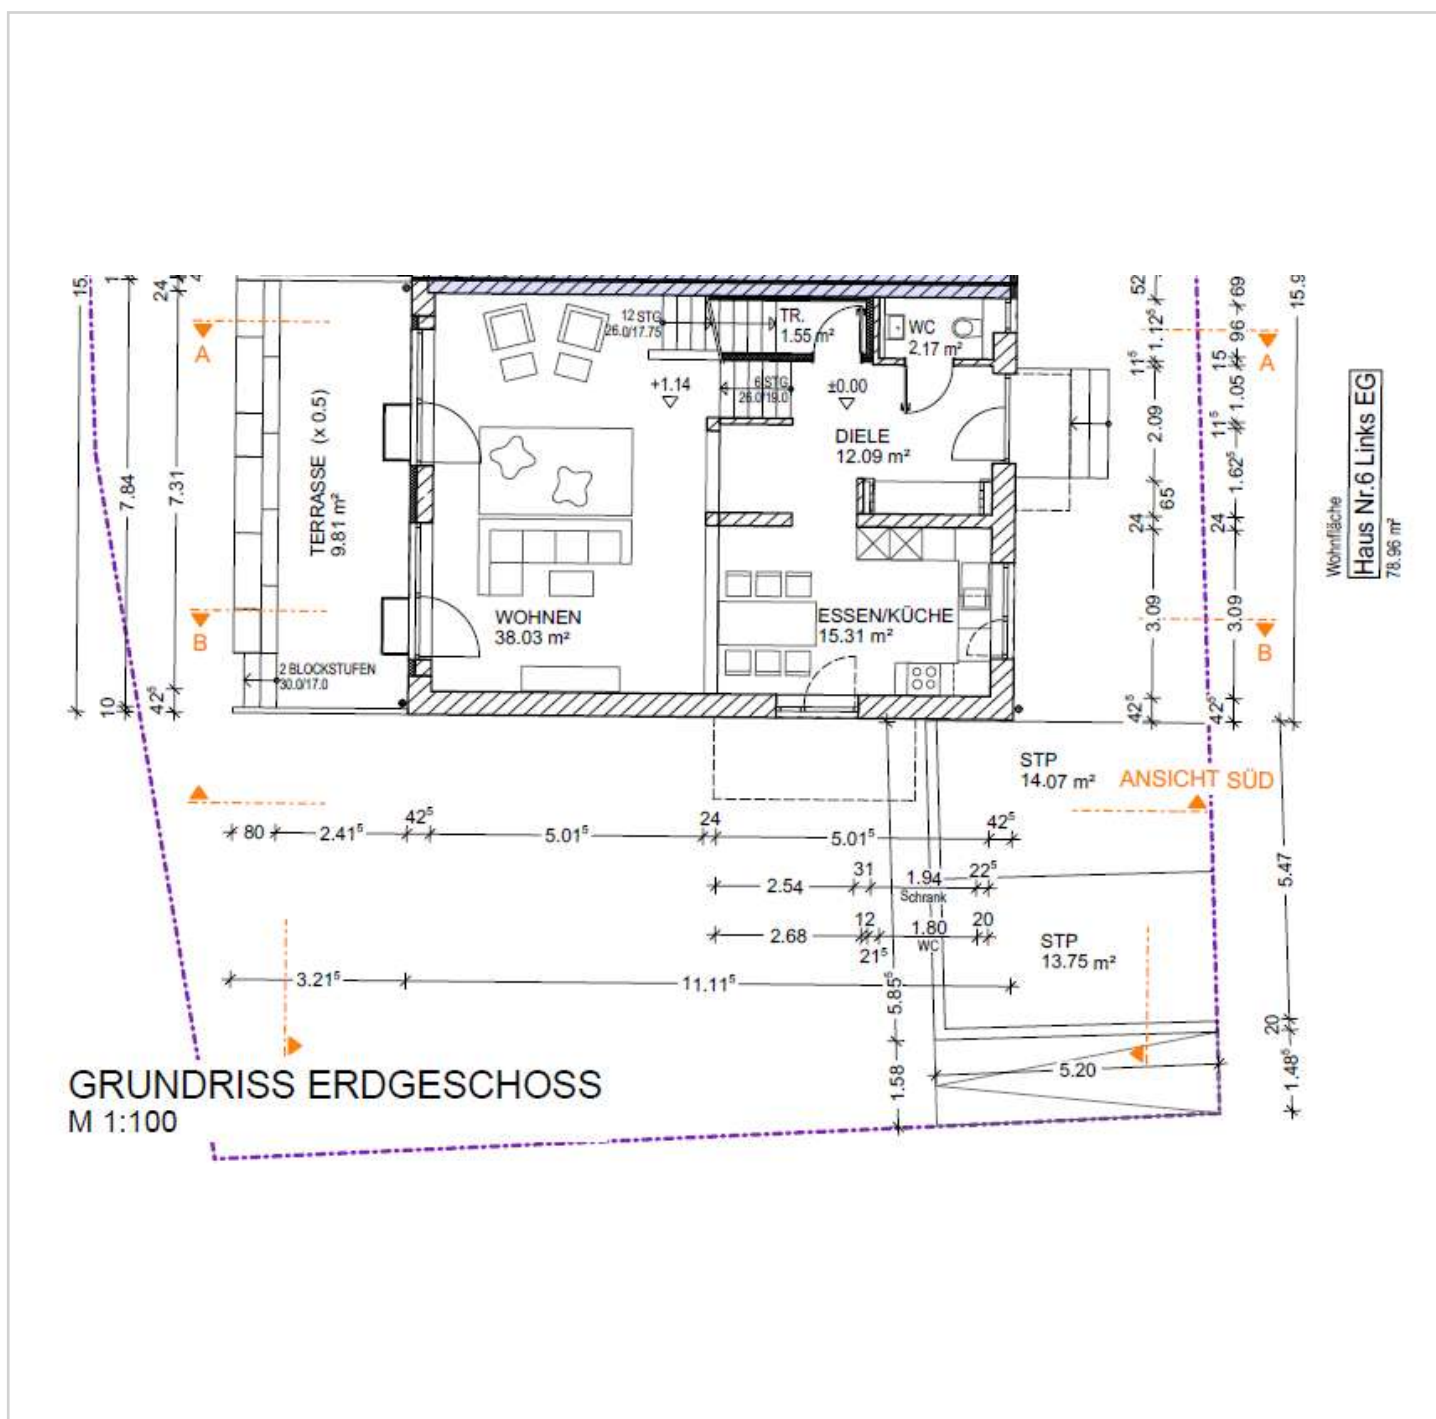 15.
1
24
4
52
69
15.9
12 STG
26.0/17.75
TR.
1.55 m²
WC
2.17 m²
1.12⁵
96
A
A
+1.14
6 STG
26.0/19.0
±0.00
11⁵
15
1.05
DIELE
12.09 m²
2.09
11⁵
1.62⁵
65
7.84
7.31
TERRASSE (x 0.5)
9.81 m²
24
24
Wohnfläche
Haus Nr.6 Links EG
78.96 m²
WOHNEN
38.03 m²
ESSEN/KÜCHE
15.31 m²
3.09
3.09
B
B
2 BLOCKSTUFEN
30.0/17.0
10
42⁵
42⁵
42⁵
STP
14.07 m²
ANSICHT SÜD
80
2.41⁵
42⁵
5.01⁵
24
5.01⁵
42⁵
2.54
31
1.94
Schrank
22⁵
5.47
2.68
12
21⁵
1.80
WC
20
STP
13.75 m²
3.21⁵
11.11⁵
5.85⁵
20
1.58
5.20
1.48⁵
GRUNDRISS ERDGESCHOSS
M 1:100